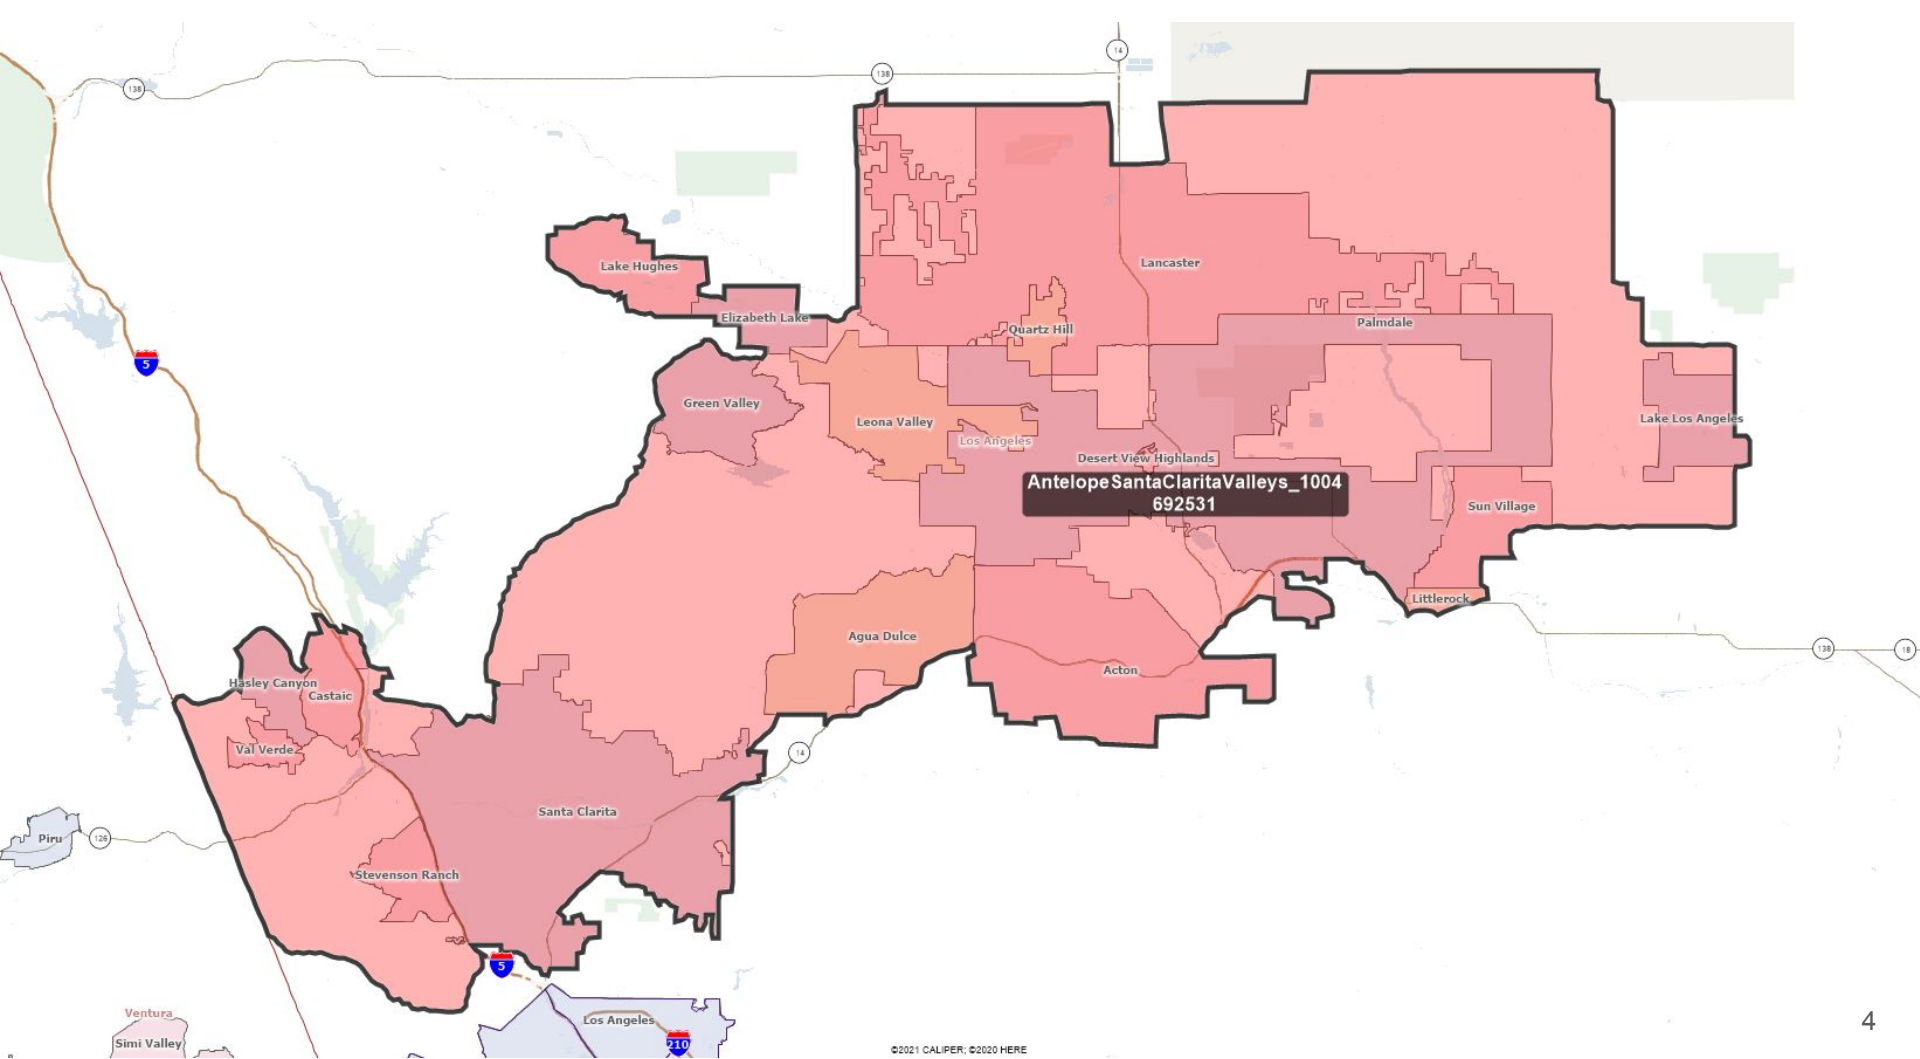 14
138
138
Lake Hughes
Lancaster
Elizabeth Lake
Quartz Hill
Palmdale
5
Green Valley
Leona Valley
Lake Los Angeles
Los Angeles
Desert View Highlands
AntelopeSantaClaritaValleys_1004
692531
Sun Village
Littlerock
Agua Dulce
138
18
Acton
Hasley Canyon
Castaic
Val Verde
14
Santa Clarita
Piru
126
Stevenson Ranch
5
Ventura
Los Angeles
4
Simi Valley
210
©2021 CALIPER; ©2020 HERE